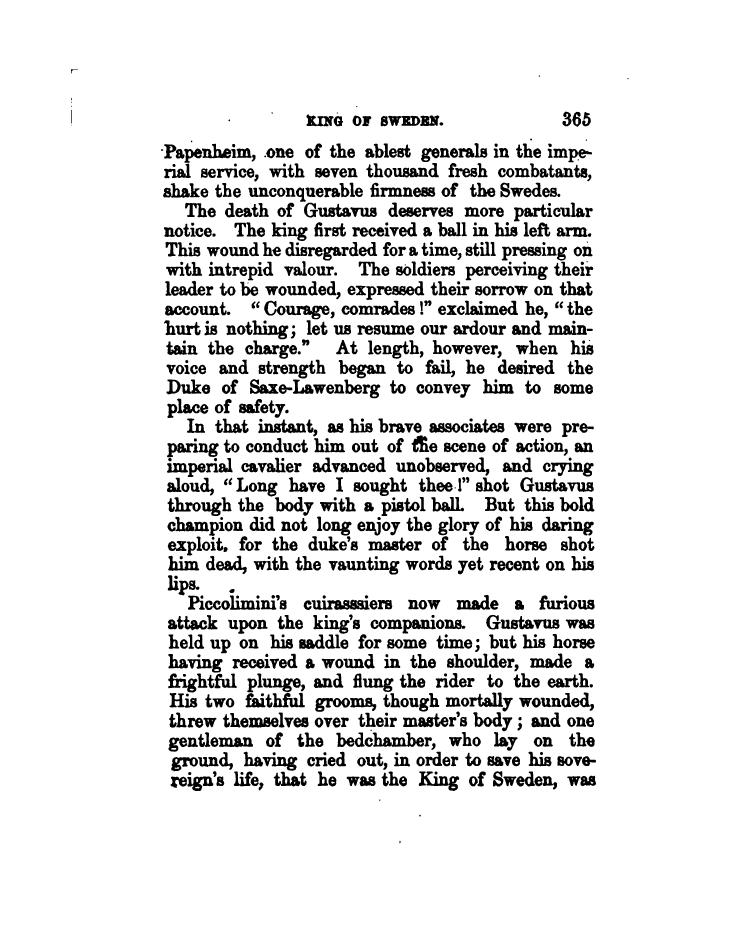 KING OF SWEDEN. 365
Papenheim, one of the ablest generals in the impe-
rial service, with seven thousand fresh combatants,
shake the unconquerable firmness of the Swedes.
The death of Gustavus deserves more particular
notice. The king first received a ball in his left arm.
This wound he disregarded for a time, still pressing on
with intrepid valour. The soldiers perceiving their
leader to be wounded, expressed their sorrow on that
account. "Courage, comrades!" exclaimed he, "the
hurt is nothing; let us resume our ardour and main-
tain the charge." At length, however, when his
voice and strength began to fail, he desired the
Duke of Saxe-Lawenberg to convey him to some
place of safety.
In that instant, as his brave associates were pre-
paring to conduct him out of the scene of action, an
imperial cavalier advanced unobserved, and crying
aloud, "Long have I sought thee!" shot Gustavus
through the body with a pistol ball. But this bold
champion did not long enjoy the glory of his daring
exploit, for the duke's master of the horse shot
him dead, with the vaunting words yet recent on his
lips.
Piccolimini's cuirasssiers now made a furious
attack upon the king's companions. Gustavus was
held up on his saddle for some time; but his horse
having received a wound in the shoulder, made a
frightful plunge, and flung the rider to the earth.
His two faithful grooms, though mortally wounded,
threw themselves over their master's body; and one
gentleman of the bedchamber, who lay on the
ground, having cried out, in order to save his sove-
reign's life, that he was the King of Sweden, was